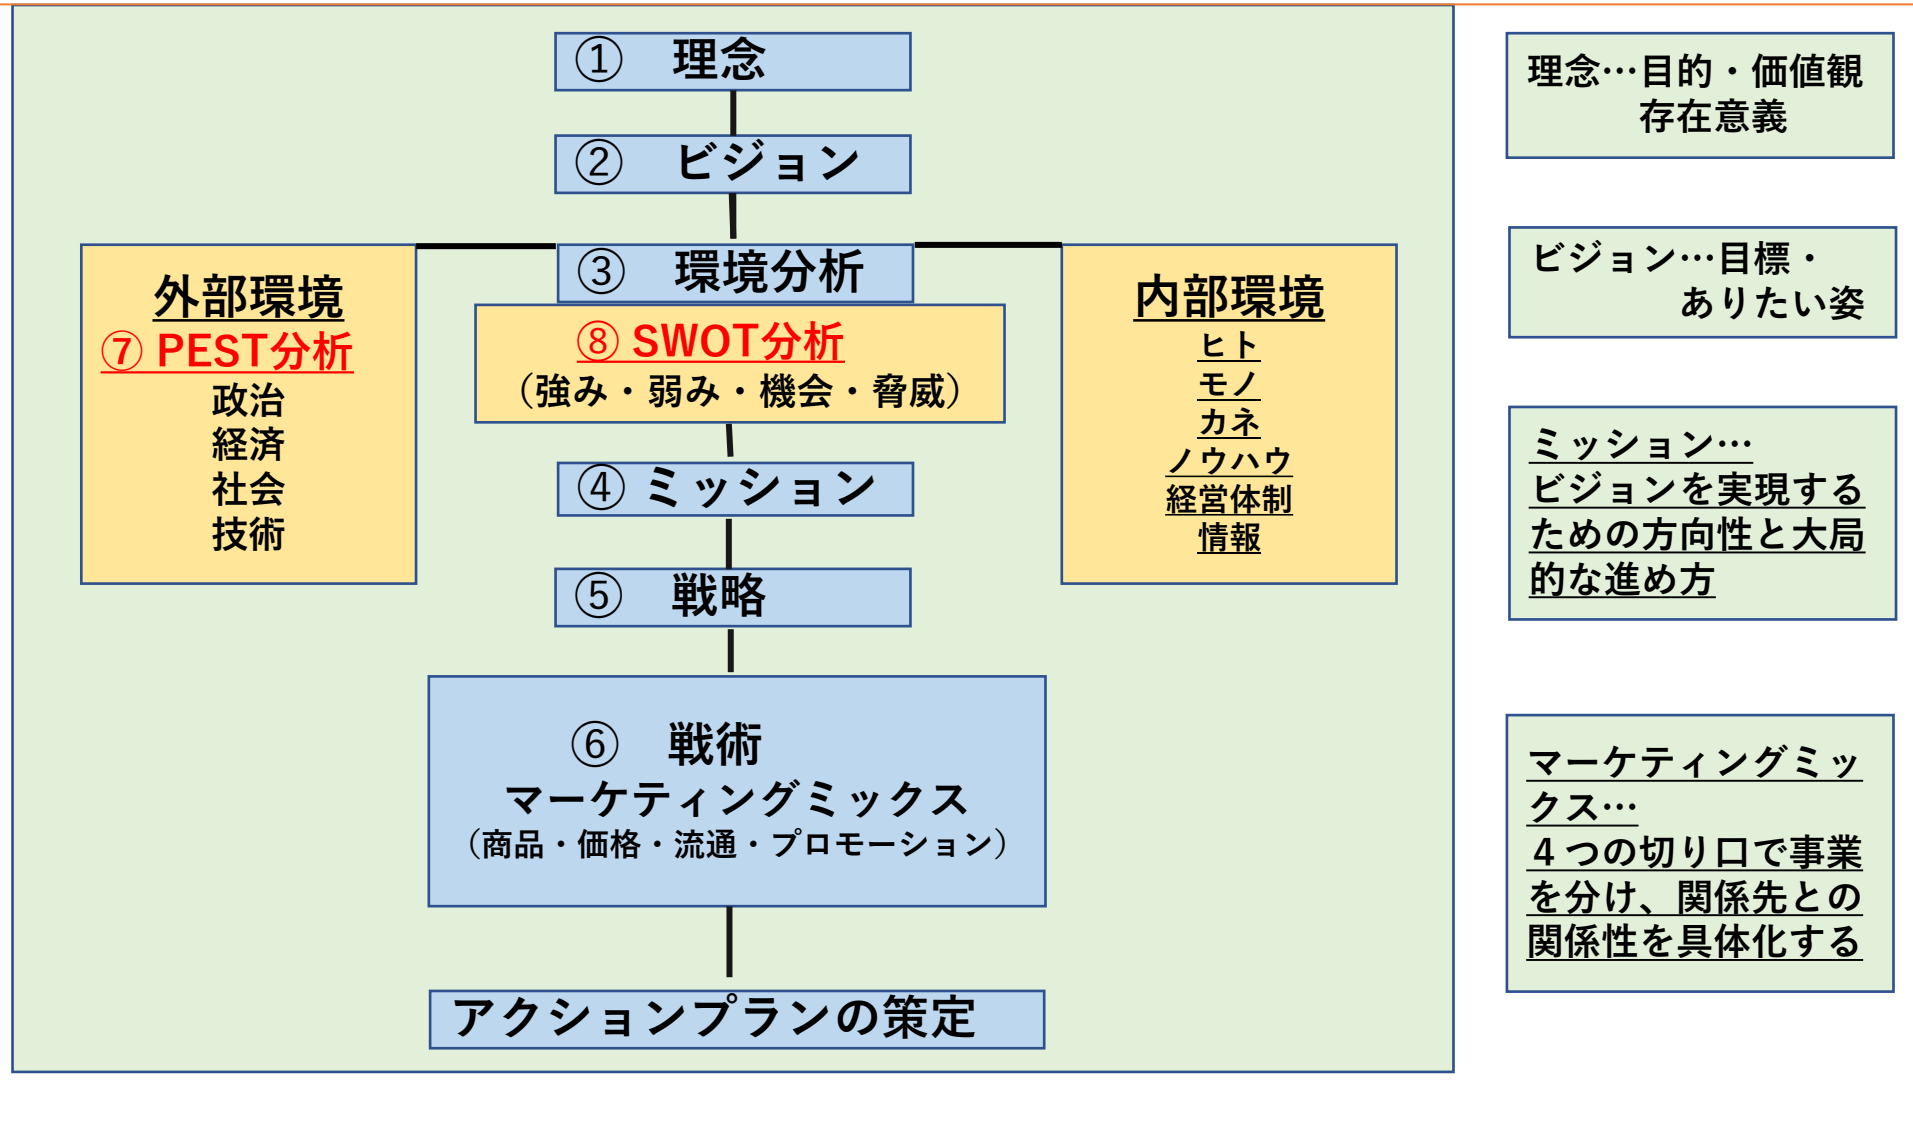 ① 理念
② ビジョン
③ 環境分析
⑧ SWOT分析
（強み・弱み・機会・脅威）
外部環境
⑦ PEST分析
政治
経済
社会
技術
内部環境
ヒト
モノ
カネ
ノウハウ
経営体制
情報
④ ミッション
⑤ 戦略
⑥ 戦術
マーケティングミックス
（商品・価格・流通・プロモーション）
アクションプランの策定
理念…目的・価値観
存在意義
ビジョン…目標・
ありたい姿
ミッション…
ビジョンを実現する
ための方向性と大局
的な進め方
マーケティングミッ
クス…
４つの切り口で事業
を分け、関係先との
関係性を具体化する